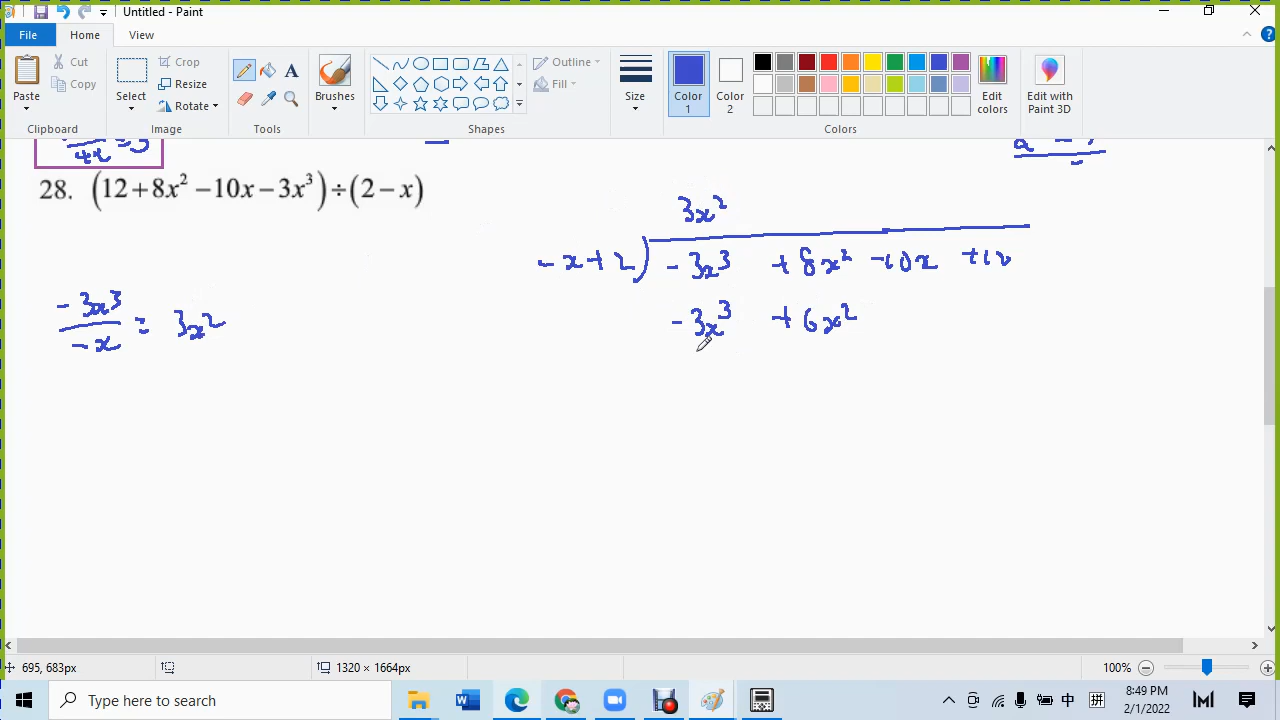 Untitled - Paint
File Home View
Paste
Cut
Copy
Clipboard
Select
Crop
Resize
Rotate
Image
Tools
Brushes
Shapes
Outline
Fill
Size
Color 1
Color 2
Edit colors
Edit with Paint 3D
Colors
4x
28. (12 + 8x² − 10x − 3x³) ÷ (2 − x)
3x²
-x+2) -3x³ +8x² -10x +12
-3x³ +6x²
-3x³/-x = 3x²
695, 683px
1320 × 1664px
100%
Type here to search
中
拼
8:49 PM
2/1/2022